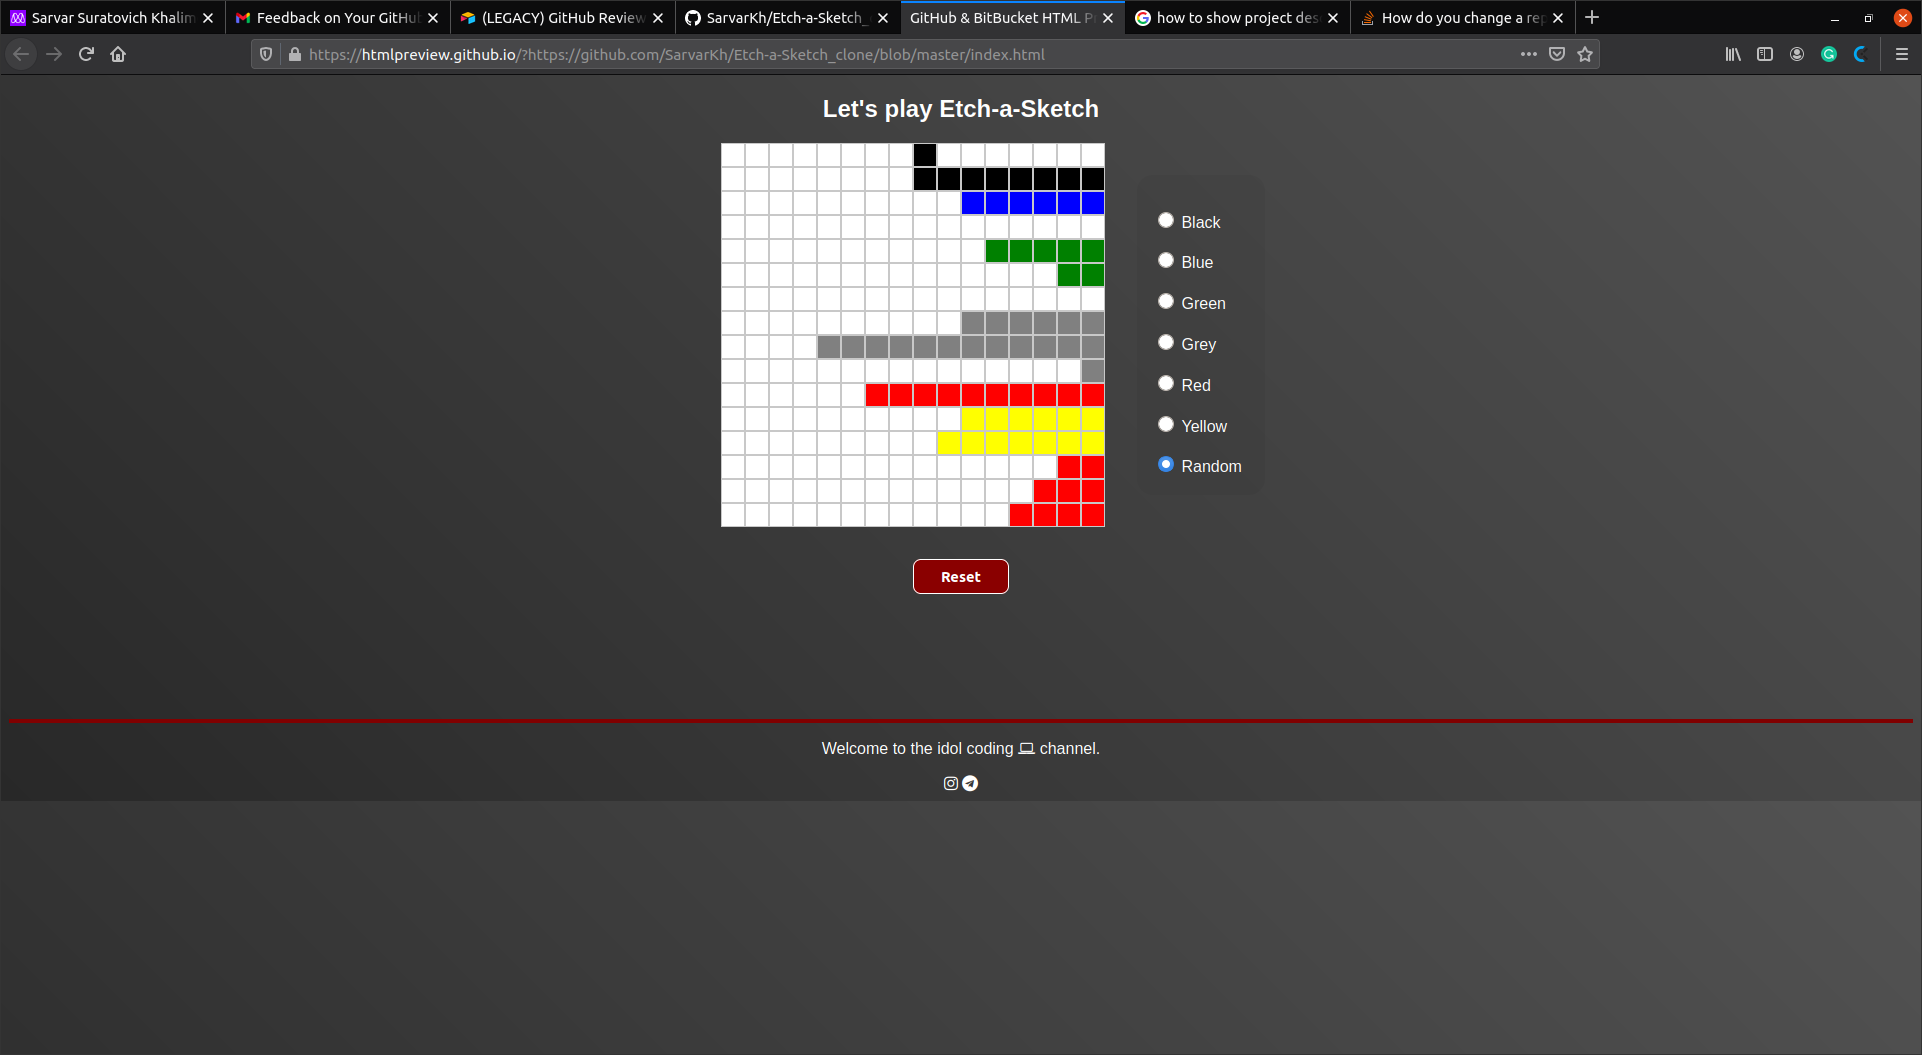 Sarvar Suratovich Khalim
Feedback on Your GitHu
(LEGACY) GitHub Review
SarvarKh/Etch-a-Sketch_
GitHub & BitBucket HTML P
how to show project des
How do you change a rep
https://htmlpreview.github.io/?https://github.com/SarvarKh/Etch-a-Sketch_clone/blob/master/index.html
Let's play Etch-a-Sketch
Black
Blue
Green
Grey
Red
Yellow
Random
Reset
Welcome to the idol coding channel.